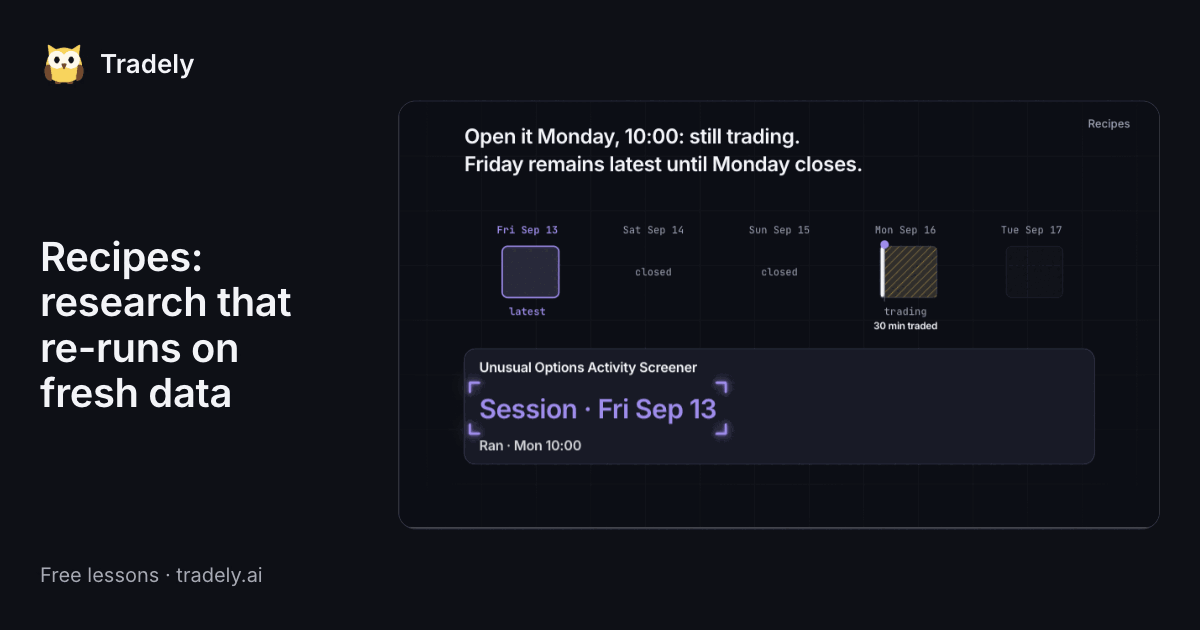 Tradely
Recipes:
research that
re-runs on
fresh data
Free lessons · tradely.ai
Recipes
Open it Monday, 10:00: still trading.
Friday remains latest until Monday closes.
Fri Sep 13
Sat Sep 14
Sun Sep 15
Mon Sep 16
Tue Sep 17
closed
closed
latest
trading
30 min traded
Unusual Options Activity Screener
Session · Fri Sep 13
Ran · Mon 10:00